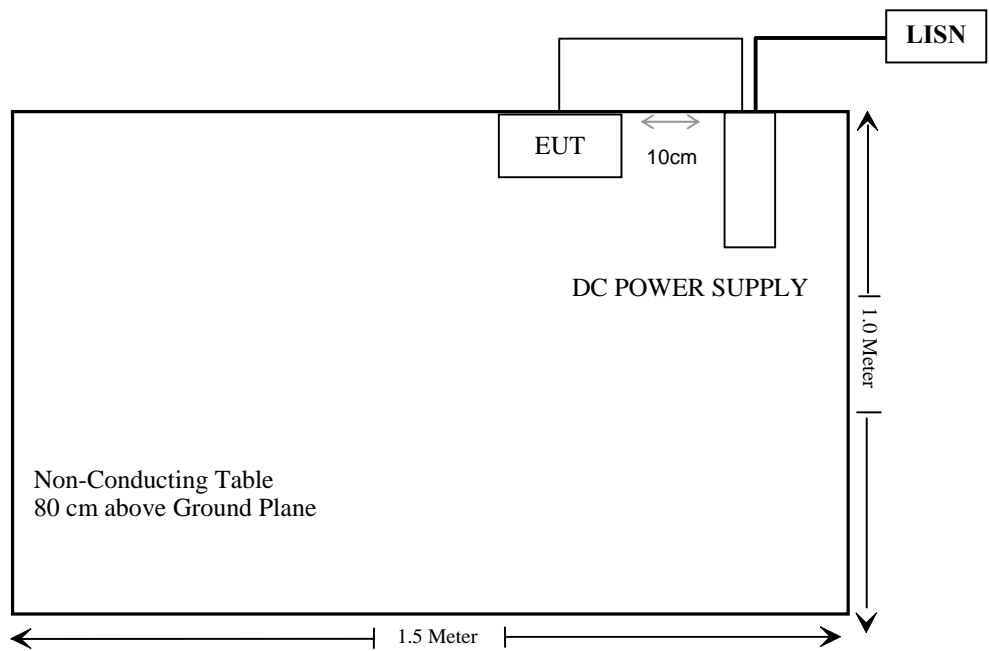 LISN
EUT
10cm
DC POWER SUPPLY
1.0 Meter
Non-Conducting Table
80 cm above Ground Plane
1.5 Meter